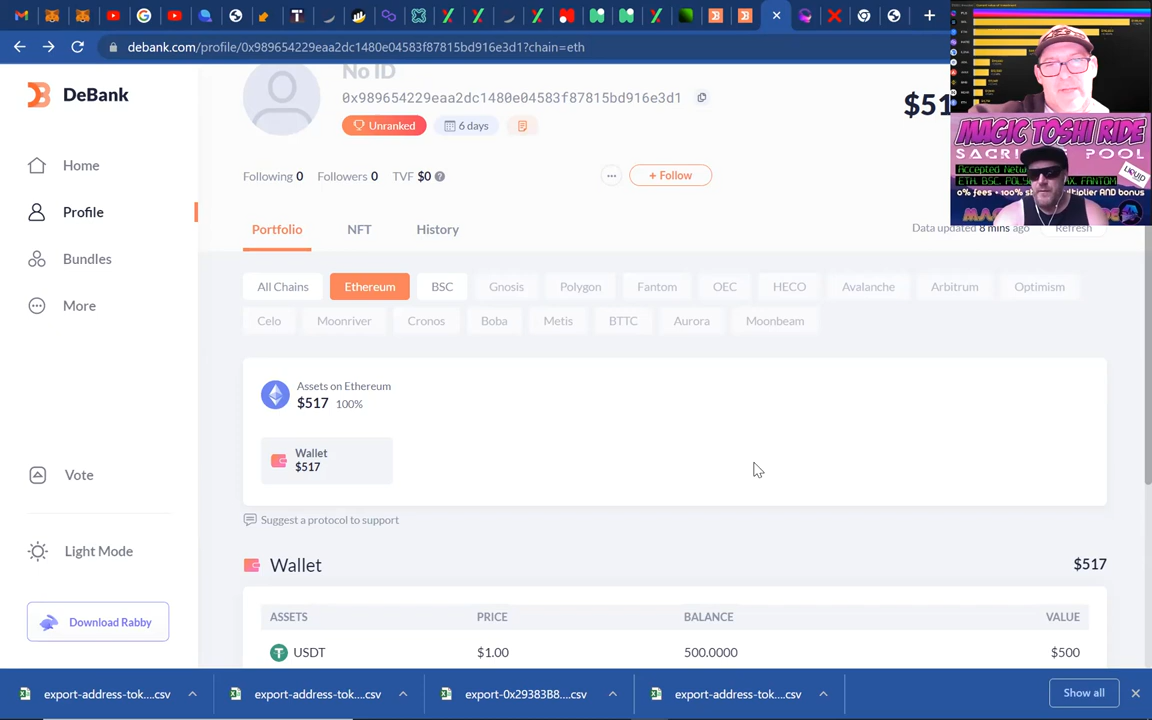 debank.com/profile/0x989654229eaa2dc1480e04583f87815bd916e3d1?chain=eth
DeBank
No ID
0x989654229eaa2dc1480e04583f87815bd916e3d1
$51
Unranked
6 days
Home
Following 0
Followers 0
TVF $0
+ Follow
Profile
Portfolio
NFT
History
Data updated 8 mins ago
Refresh
MAGIC TOSHI RIDE
SACRIFICE POOL
LIQUID
Bundles
More
All Chains
Ethereum
BSC
Gnosis
Polygon
Fantom
OEC
HECO
Avalanche
Arbitrum
Optimism
Celo
Moonriver
Cronos
Boba
Metis
BTTC
Aurora
Moonbeam
Assets on Ethereum
$517 100%
Wallet
$517
Suggest a protocol to support
Vote
Light Mode
Download Rabby
Wallet
$517
ASSETS
PRICE
BALANCE
VALUE
USDT
$1.00
500.0000
$500
export-address-tok....csv
export-address-tok....csv
export-0x29383B8....csv
export-address-tok....csv
Show all